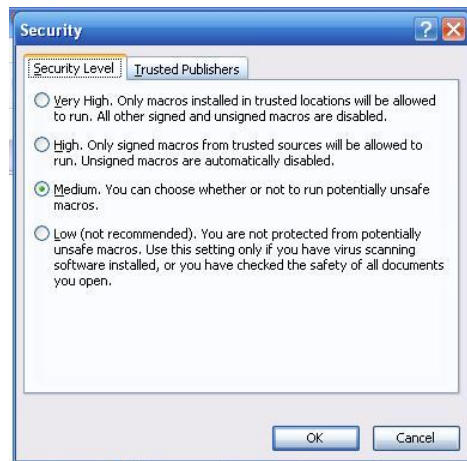 Security
?
X
Security Level
Trusted Publishers
Very High. Only macros installed in trusted locations will be allowed
to run. All other signed and unsigned macros are disabled.
High. Only signed macros from trusted sources will be allowed to
run. Unsigned macros are automatically disabled.
Medium. You can choose whether or not to run potentially unsafe
macros.
Low (not recommended). You are not protected from potentially
unsafe macros. Use this setting only if you have virus scanning
software installed, or you have checked the safety of all documents
you open.
OK
Cancel